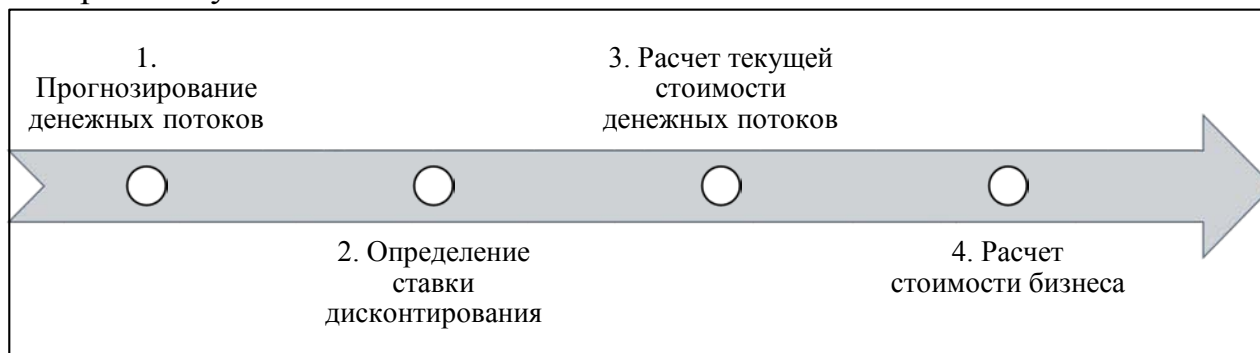 1.
Прогнозирование
денежных потоков
2. Определение
ставки
дисконтирования
3. Расчет текущей
стоимости
денежных потоков
4. Расчет
стоимости бизнеса